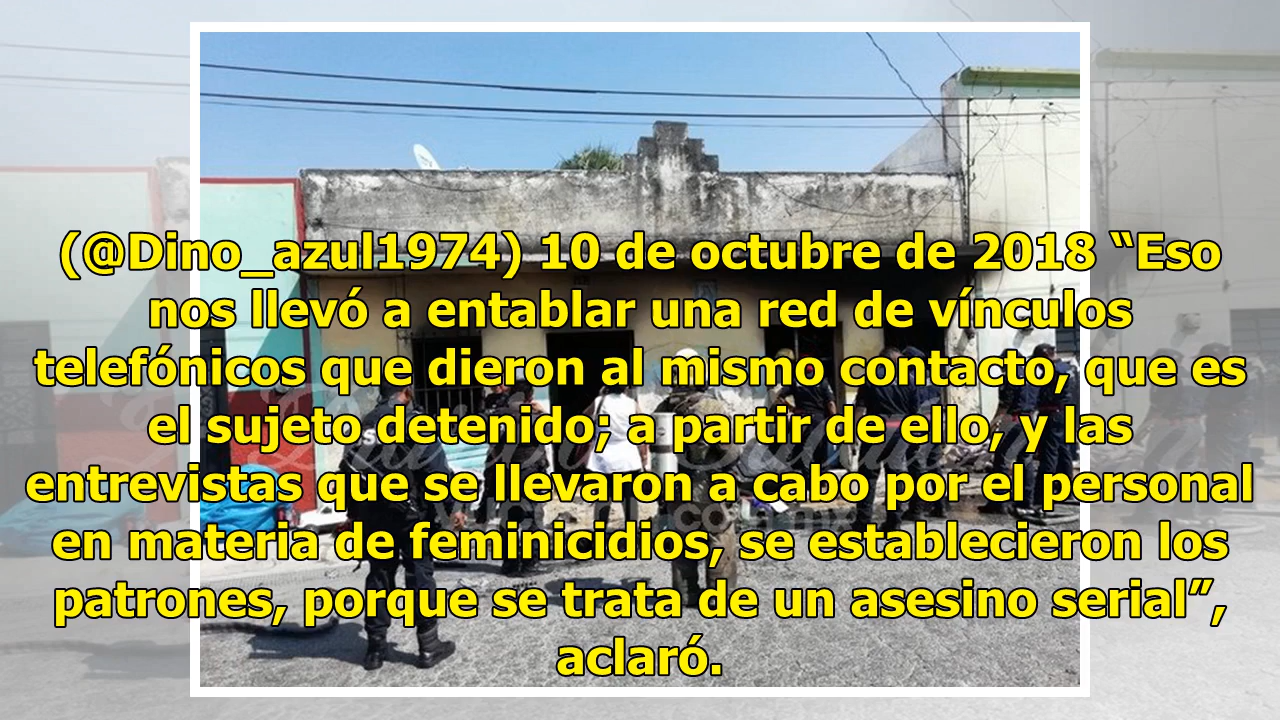 (@Dino_azul1974) 10 de octubre de 2018 “Eso
nos llevó a entablar una red de vínculos
telefónicos que dieron al mismo contacto, que es
el sujeto detenido; a partir de ello, y las
entrevistas que se llevaron a cabo por el personal
en materia de feminicidios, se establecieron los
patrones, porque se trata de un asesino serial”,
aclaró.